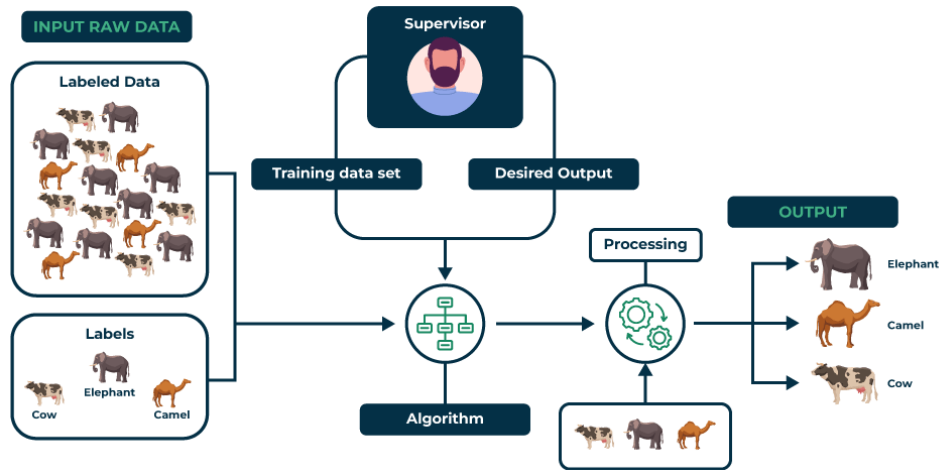 INPUT RAW DATA
Labeled Data
Labels
Elephant
Cow
Camel
Supervisor
Training data set
Desired Output
Algorithm
Processing
OUTPUT
Elephant
Camel
Cow